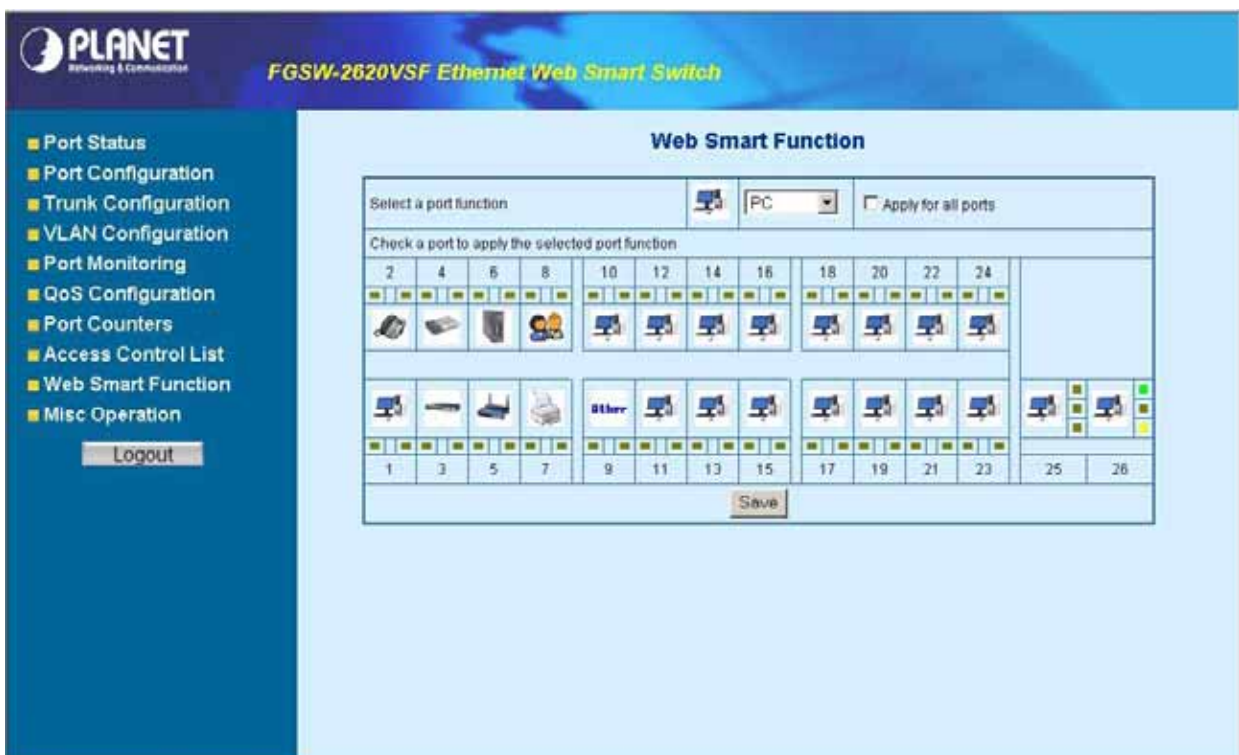 PLANET
Networking & Communication
FGSW-2620VSF Ethernet Web Smart Switch
Port Status
Port Configuration
Trunk Configuration
VLAN Configuration
Port Monitoring
QoS Configuration
Port Counters
Access Control List
Web Smart Function
Misc Operation
Logout
Web Smart Function
Select a port function PC Apply for all ports
Check a port to apply the selected port function
2 4 6 8 10 12 14 16 18 20 22 24
Other
1 3 5 7 9 11 13 15 17 19 21 23 25 26
Save